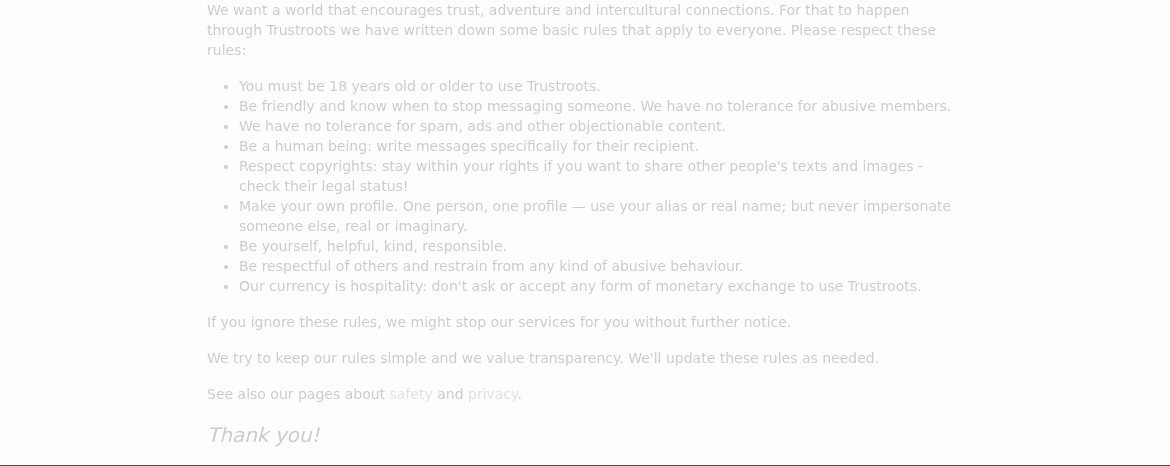 We want a world that encourages trust, adventure and intercultural connections. For that to happen
through Trustroots we have written down some basic rules that apply to everyone. Please respect these
rules:
• You must be 18 years old or older to use Trustroots.
• Be friendly and know when to stop messaging someone. We have no tolerance for abusive members.
• We have no tolerance for spam, ads and other objectionable content.
• Be a human being: write messages specifically for their recipient.
• Respect copyrights: stay within your rights if you want to share other people's texts and images -
check their legal status!
• Make your own profile. One person, one profile — use your alias or real name; but never impersonate
someone else, real or imaginary.
• Be yourself, helpful, kind, responsible.
• Be respectful of others and restrain from any kind of abusive behaviour.
• Our currency is hospitality: don't ask or accept any form of monetary exchange to use Trustroots.
If you ignore these rules, we might stop our services for you without further notice.
We try to keep our rules simple and we value transparency. We'll update these rules as needed.
See also our pages about safety and privacy.
Thank you!